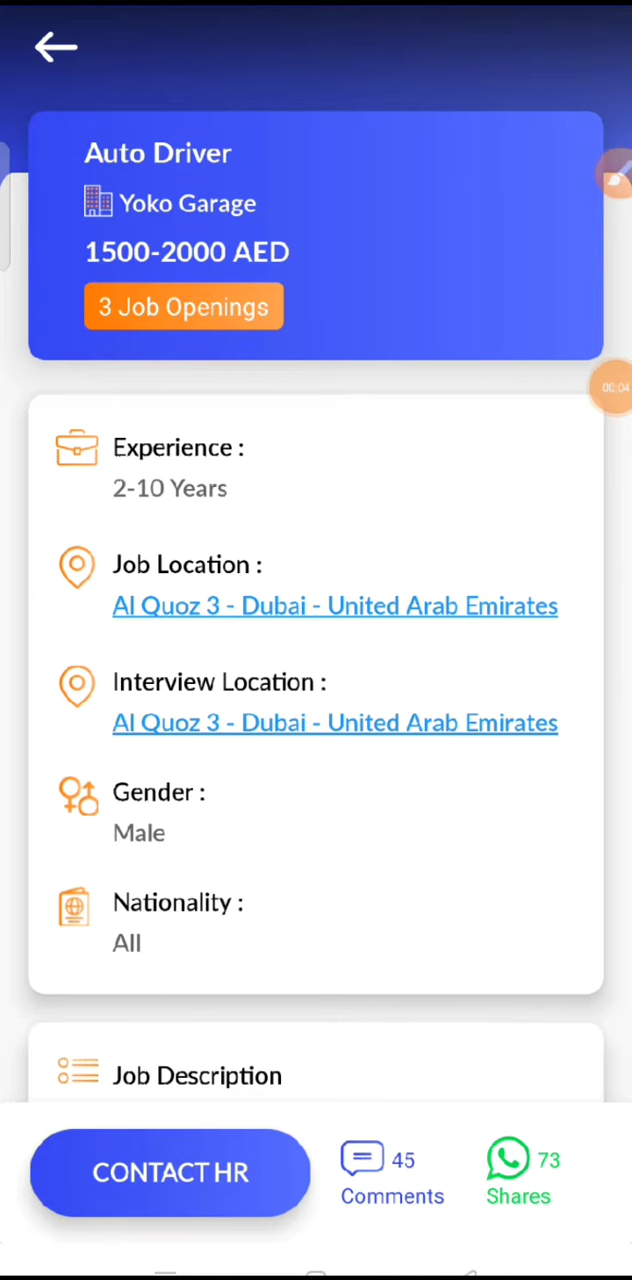 Auto Driver
Yoko Garage
1500-2000 AED
3 Job Openings
00:04
Experience :
2-10 Years
Job Location :
Al Quoz 3 - Dubai - United Arab Emirates
Interview Location :
Al Quoz 3 - Dubai - United Arab Emirates
Gender :
Male
Nationality :
All
Job Description
CONTACT HR
45
Comments
73
Shares